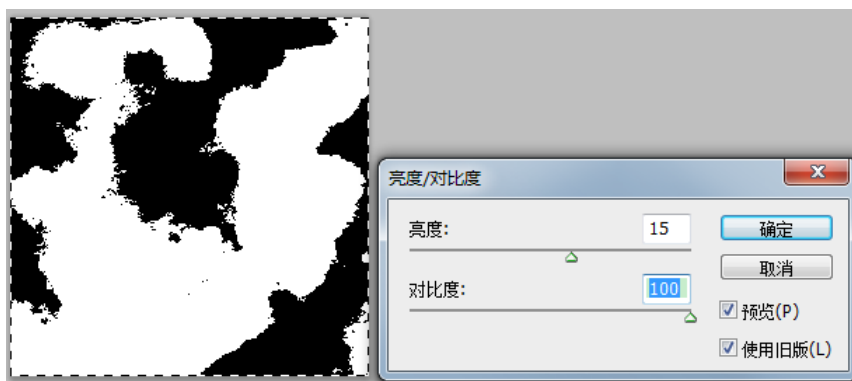 亮度/对比度
亮度: 15
确定
取消
对比度: 100
预览(P)
使用旧版(L)